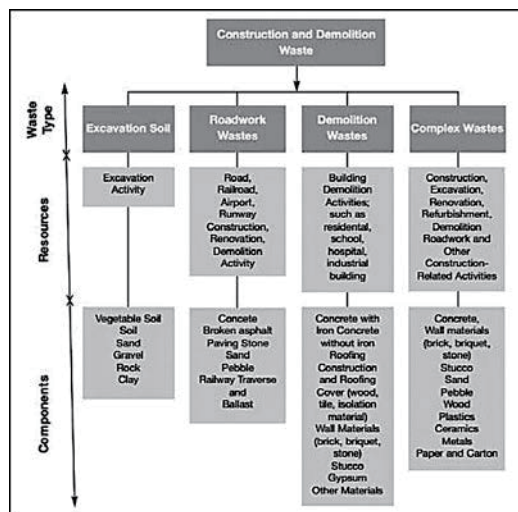 Construction and Demolition
Waste
Waste
Type
Excavation Soil
Roadwork
Wastes
Demolition
Wastes
Complex Wastes
Resources
Excavation
Activity
Road,
Railroad,
Airport,
Runway
Construction,
Renovation,
Demolition
Activity
Building
Demolition
Activities;
such as
residental,
school,
hospital,
industrial
building
Construction,
Excavation,
Renovation,
Refurbishment,
Demolition
Roadwork and
Other
Construction-
Related Activities
Components
Vegetable Soil
Soil
Sand
Gravel
Rock
Clay
Concete
Broken asphalt
Paving Stone
Sand
Pebble
Railway Traverse
and
Ballast
Concrete with
Iron Concrete
without iron
Roofing
Construction
and Roofing
Cover (wood,
tile, isolation
material)
Wall Materials
(brick, briquet,
stone)
Stucco
Gypsum
Other Materials
Concrete,
Wall materials
(brick, briquet,
stone)
Stucco
Sand
Pebble
Wood
Plastics
Ceramics
Metals
Paper and Carton